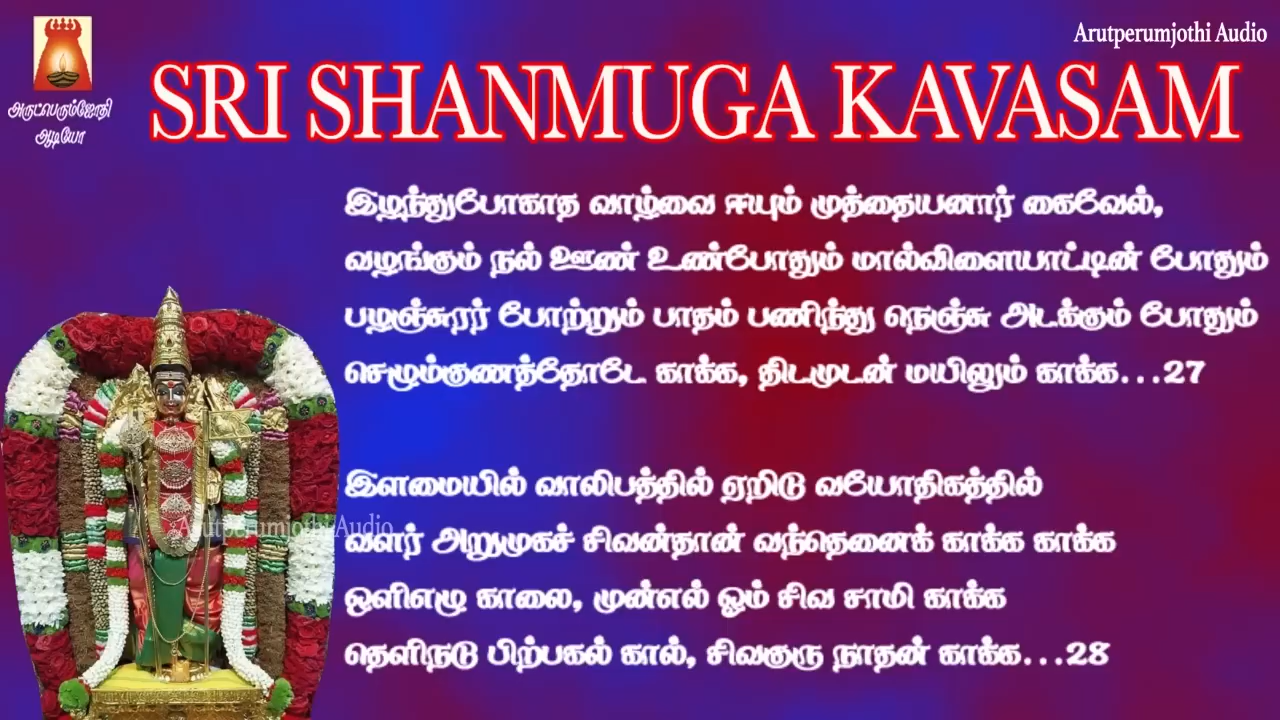 Arutperumjothi Audio
அருட்பெரும்ஜோதி
ஆடியோ
SRI SHANMUGA KAVASAM
இழந்துபோகாத வாழ்வை ஈயும் முத்தையனார் கைவேல்,
வழங்கும் நல் ஊண் உண்போதும் மால்விளையாட்டின் போதும்
பழஞ்சுரர் போற்றும் பாதம் பணிந்து நெஞ்சு அடக்கும் போதும்
செழும்குணத்தோடே காக்க, திடமுடன் மயிலும் காக்க...27
இளமையில் வாலிபத்தில் ஏறிடு வயோதிகத்தில்
வளர் அறுமுகச் சிவன்தான் வந்தெனைக் காக்க காக்க
ஒளிஎழு காலை, முன்எல் ஓம் சிவ சாமி காக்க
தெளிநடு பிற்பகல் கால், சிவகுரு நாதன் காக்க...28
Arutperumjothi Audio